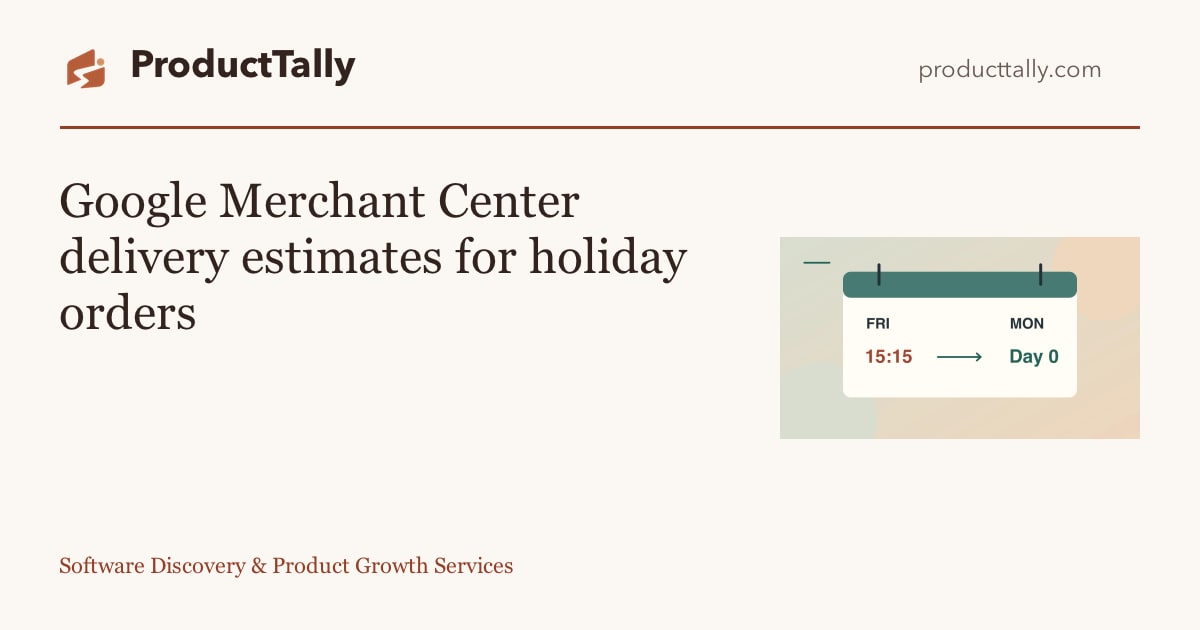 ProductTally
producttally.com
Google Merchant Center
delivery estimates for holiday
orders
FRI
MON
15:15
Day 0
Software Discovery & Product Growth Services